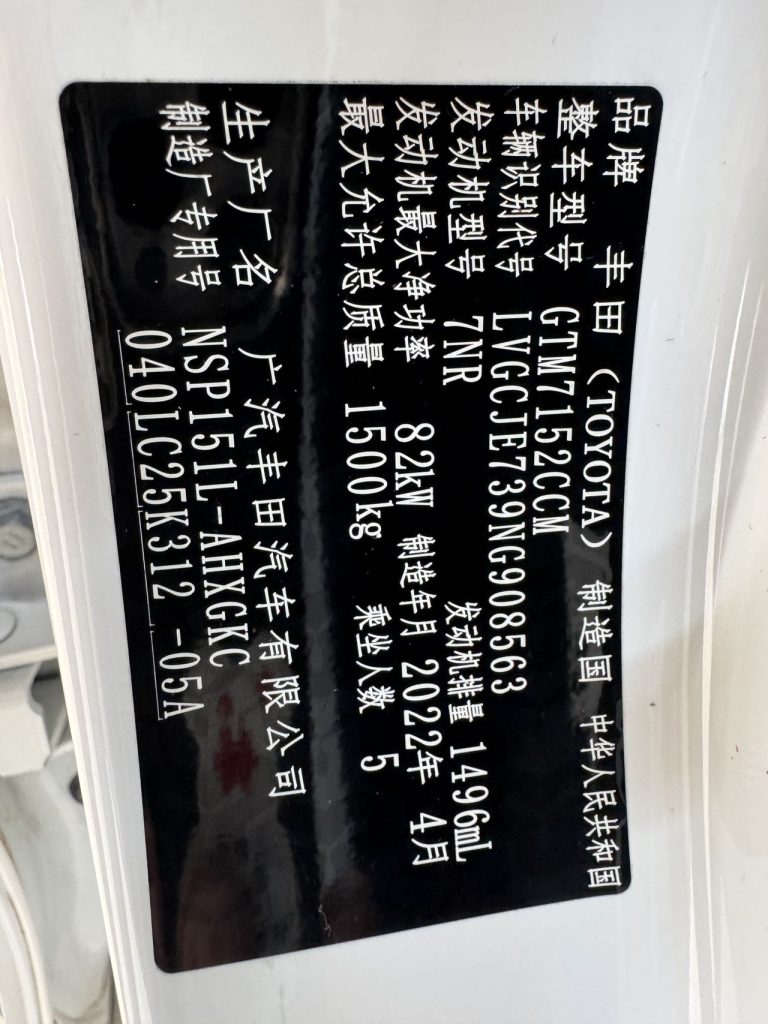 品牌 丰田(TOYOTA) 制造国 中华人民共和国
整车型号 GTM7152CCM
车辆识别代号 LVGCJE739NG908563
发动机型号 7NR 发动机排量 1496mL
发动机最大净功率 82kW 制造年月 2022年 4月
最大允许总质量 1500kg 乘坐人数 5
生产厂名 广汽丰田汽车有限公司
制造厂专用号 NSP151L-AHXGKC
040LC25K312 -05A